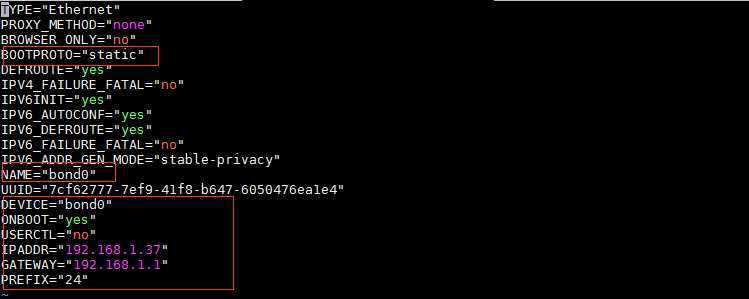 TYPE="Ethernet"
PROXY_METHOD="none"
BROWSER_ONLY="no"
BOOTPROTO="static"
DEFROUTE="yes"
IPV4_FAILURE_FATAL="no"
IPV6INIT="yes"
IPV6_AUTOCONF="yes"
IPV6_DEFROUTE="yes"
IPV6_FAILURE_FATAL="no"
IPV6_ADDR_GEN_MODE="stable-privacy"
NAME="bond0"
UUID="7cf62777-7ef9-41f8-b647-6050476ea1e4"
DEVICE="bond0"
ONBOOT="yes"
USERCTL="no"
IPADDR="192.168.1.37"
GATEWAY="192.168.1.1"
PREFIX="24"
~